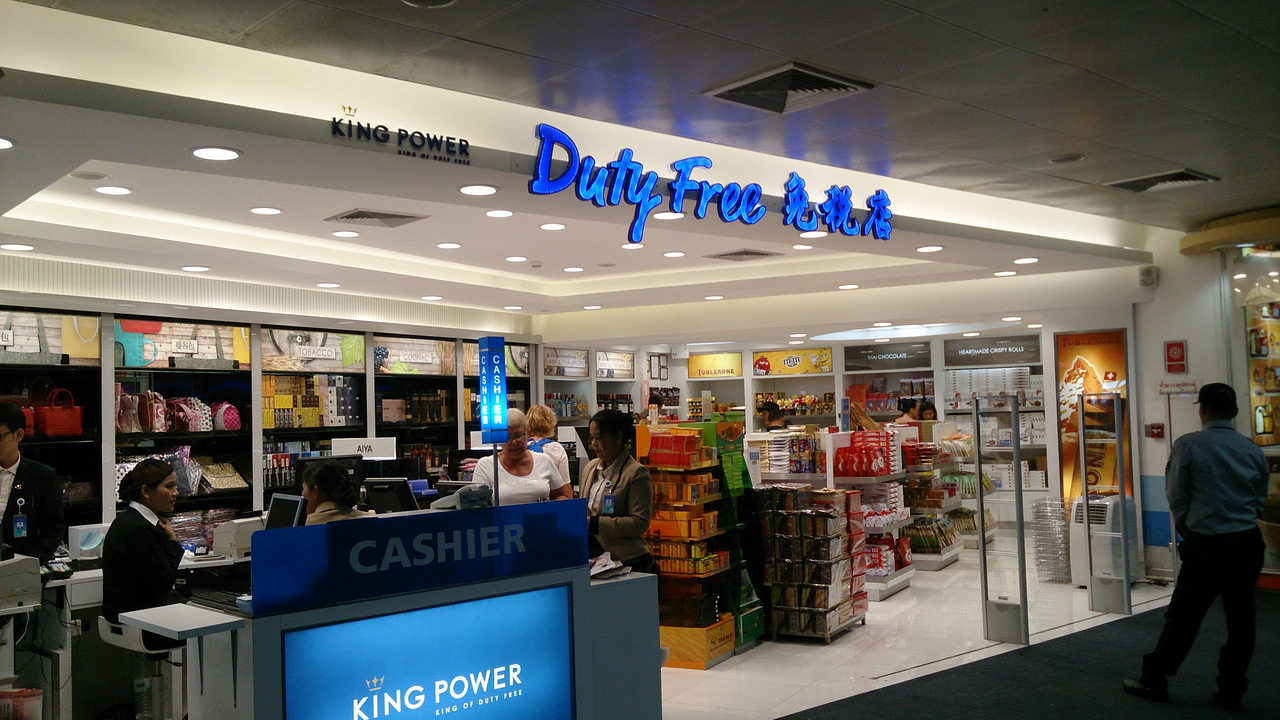 KING POWER
KING OF DUTY FREE
Duty Free 免税店
TOBACCO
COGNAC
CASHIER
CASHIER
AIYA
TOBLERONE
m&m's
THAI CHOCOLATE
HEARTMADE CRISPY ROLLS
TOBLERONE
CASHIER
KING POWER
KING OF DUTY FREE